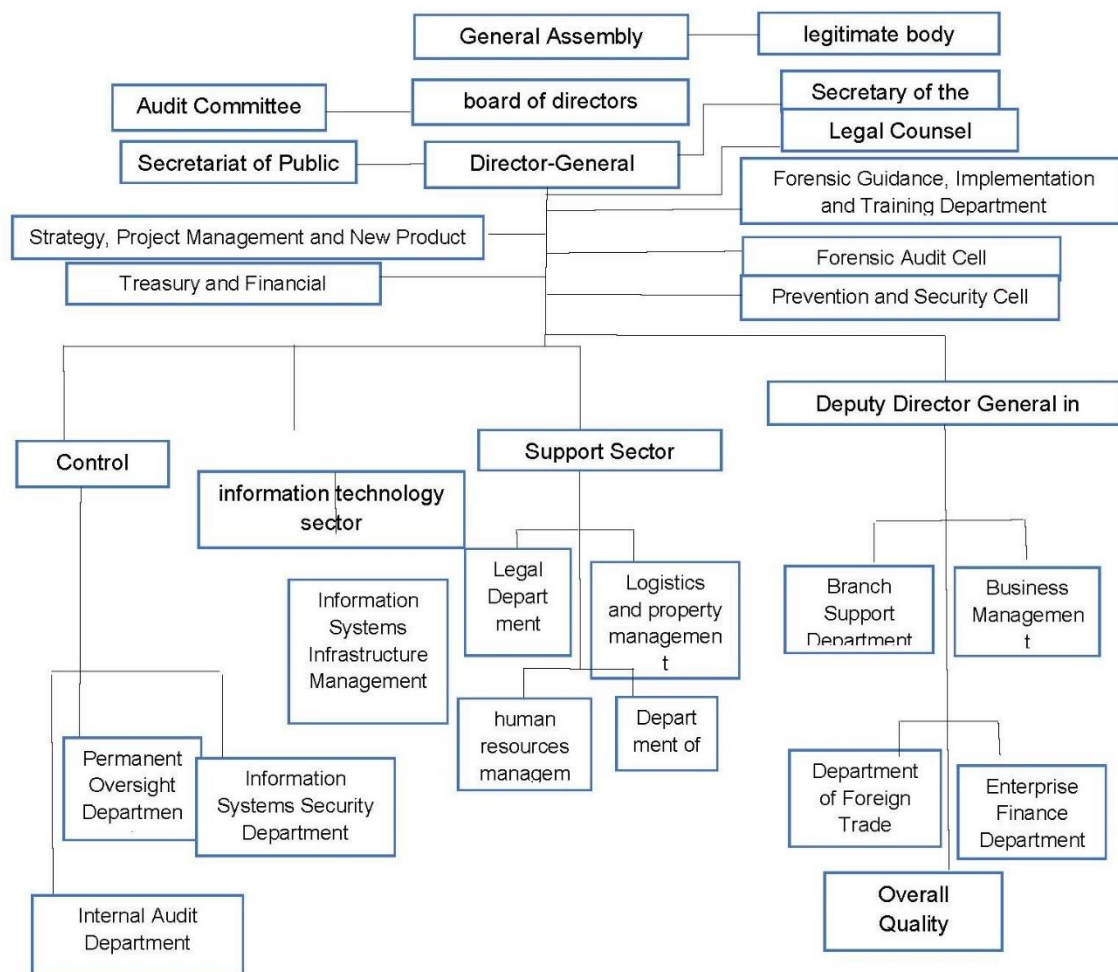 General Assembly
legitimate body
Audit Committee
board of directors
Secretary of the
Legal Counsel
Secretariat of Public
Director-General
Forensic Guidance, Implementation
and Training Department
Strategy, Project Management and New Product
Forensic Audit Cell
Treasury and Financial
Prevention and Security Cell
Deputy Director General in
Control
Support Sector
information technology
sector
Legal
Depart
ment
Logistics
and property
managemen
t
Branch
Support
Department
Business
Managemen
t
Information
Systems
Infrastructure
Management
human
resources
managem
Depart
ment of
Permanent
Oversight
Departmen
Information
Systems Security
Department
Department
of Foreign
Trade
Enterprise
Finance
Department
Internal Audit
Department
Overall
Quality